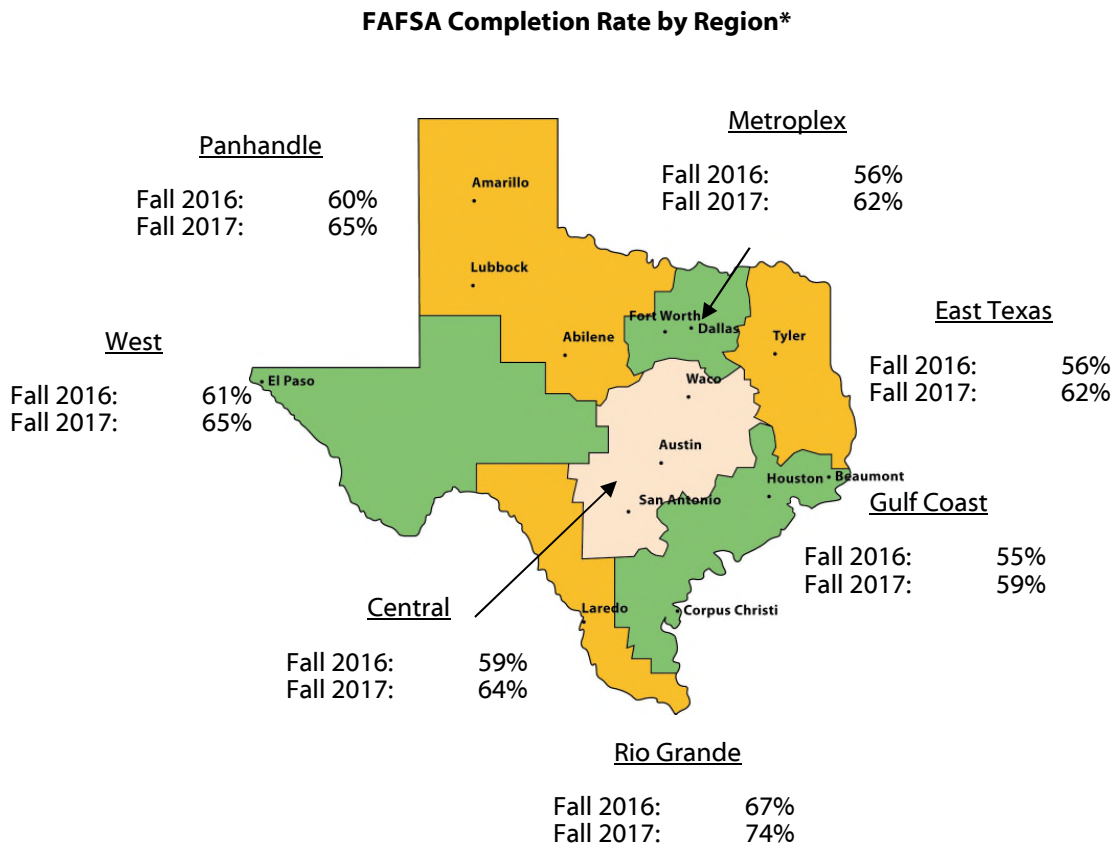 FAFSA Completion Rate by Region*
Panhandle
Fall 2016: 60%
Fall 2017: 65%
Metroplex
Fall 2016: 56%
Fall 2017: 62%
West
Fall 2016: 61%
Fall 2017: 65%
East Texas
Fall 2016: 56%
Fall 2017: 62%
Gulf Coast
Fall 2016: 55%
Fall 2017: 59%
Central
Fall 2016: 59%
Fall 2017: 64%
Rio Grande
Fall 2016: 67%
Fall 2017: 74%
Amarillo
Lubbock
Abilene
Fort Worth
Dallas
Tyler
El Paso
Waco
Austin
San Antonio
Houston
Beaumont
Laredo
Corpus Christi